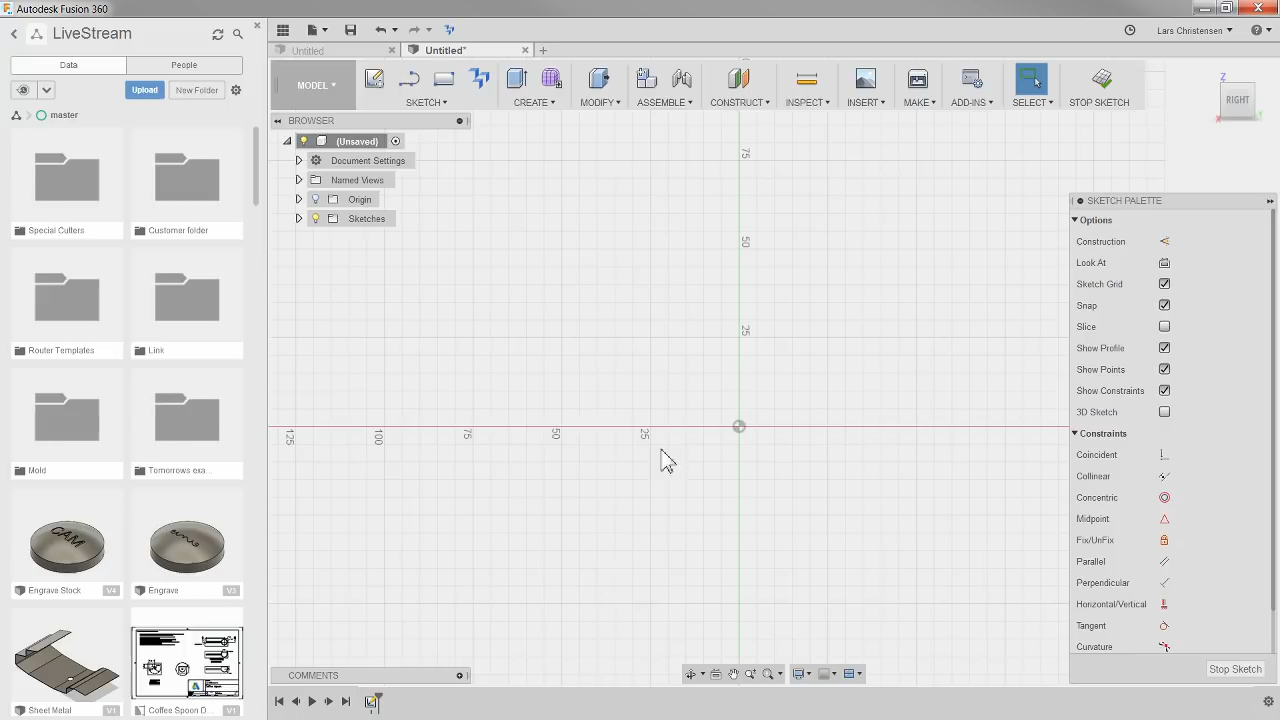 Autodesk Fusion 360
LiveStream
Data
People
Upload
New Folder
master
Special Cutters
Customer folder
Router Templates
Link
Mold
Tomorrows exa...
CAM
Engrave Stock V4
Engrave V3
Sheet Metal V1
Coffee Spoon D... V1
Untitled
Untitled*
Lars Christensen
MODEL
SKETCH
CREATE
MODIFY
ASSEMBLE
CONSTRUCT
INSPECT
INSERT
MAKE
ADD-INS
SELECT
STOP SKETCH
BROWSER
(Unsaved)
Document Settings
Named Views
Origin
Sketches
Z
RIGHT
X
Y
75
50
25
125
100
75
50
25
SKETCH PALETTE
Options
Construction
Look At
Sketch Grid
Snap
Slice
Show Profile
Show Points
Show Constraints
3D Sketch
Constraints
Coincident
Collinear
Concentric
Midpoint
Fix/UnFix
Parallel
Perpendicular
Horizontal/Vertical
Tangent
Curvature
Stop Sketch
COMMENTS